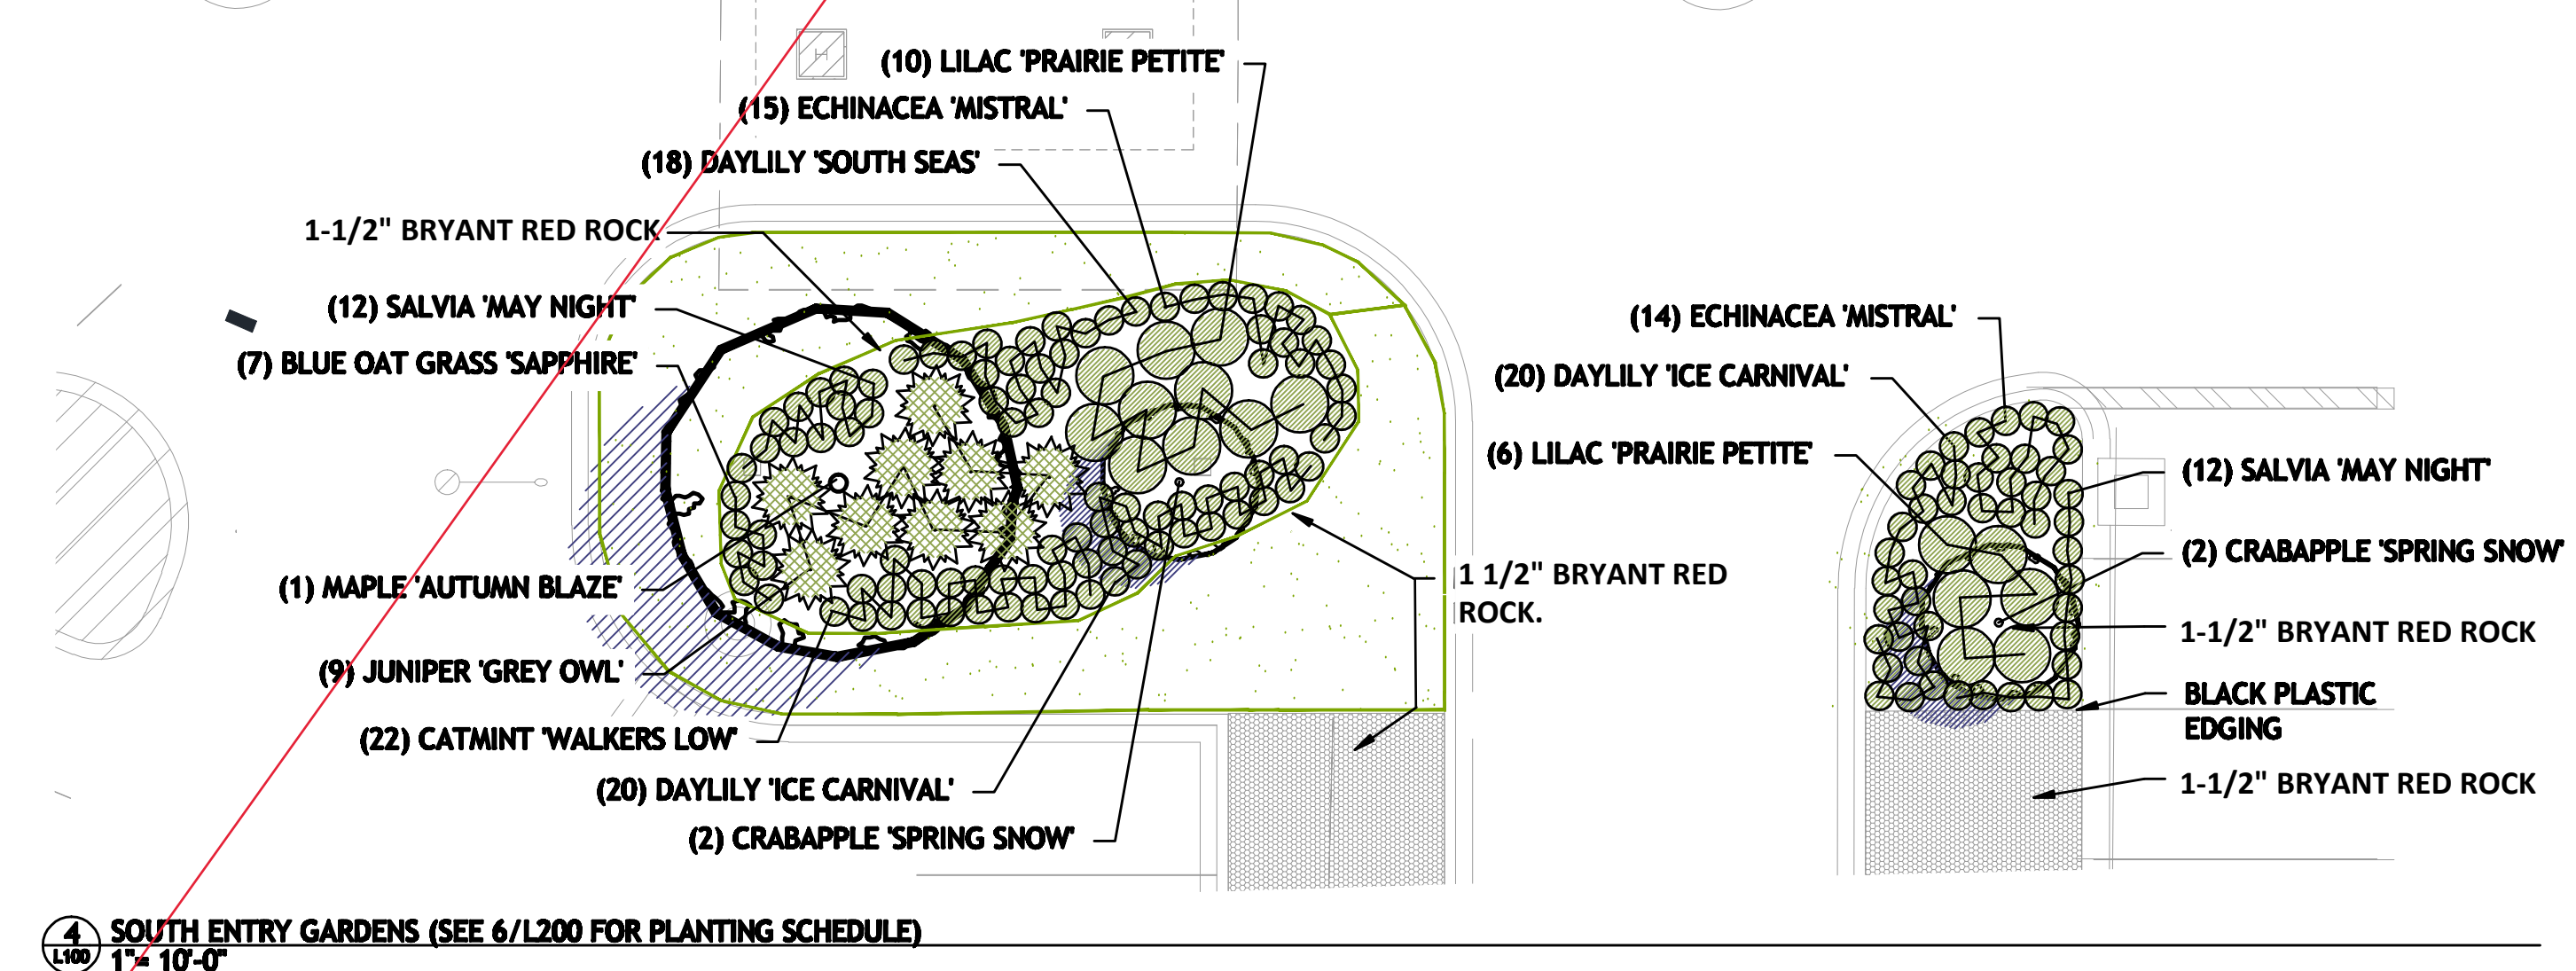 (10) LILAC 'PRAIRIE PETITE'
(15) ECHINACEA 'MISTRAL'
(18) DAYLILY 'SOUTH SEAS'
1-1/2" BRYANT RED ROCK
(12) SALVIA 'MAY NIGHT'
(7) BLUE OAT GRASS 'SAPPHIRE'
(1) MAPLE 'AUTUMN BLAZE'
(9) JUNIPER 'GREY OWL'
(22) CATMINT 'WALKERS LOW'
(20) DAYLILY 'ICE CARNIVAL'
(2) CRABAPPLE 'SPRING SNOW'
1 1/2" BRYANT RED
ROCK.
(14) ECHINACEA 'MISTRAL'
(20) DAYLILY 'ICE CARNIVAL'
(6) LILAC 'PRAIRIE PETITE'
(12) SALVIA 'MAY NIGHT'
(2) CRABAPPLE 'SPRING SNOW'
1-1/2" BRYANT RED ROCK
BLACK PLASTIC
EDGING
1-1/2" BRYANT RED ROCK
H
4
L100
SOUTH ENTRY GARDENS (SEE 6/L200 FOR PLANTING SCHEDULE)
1"= 10'-0"